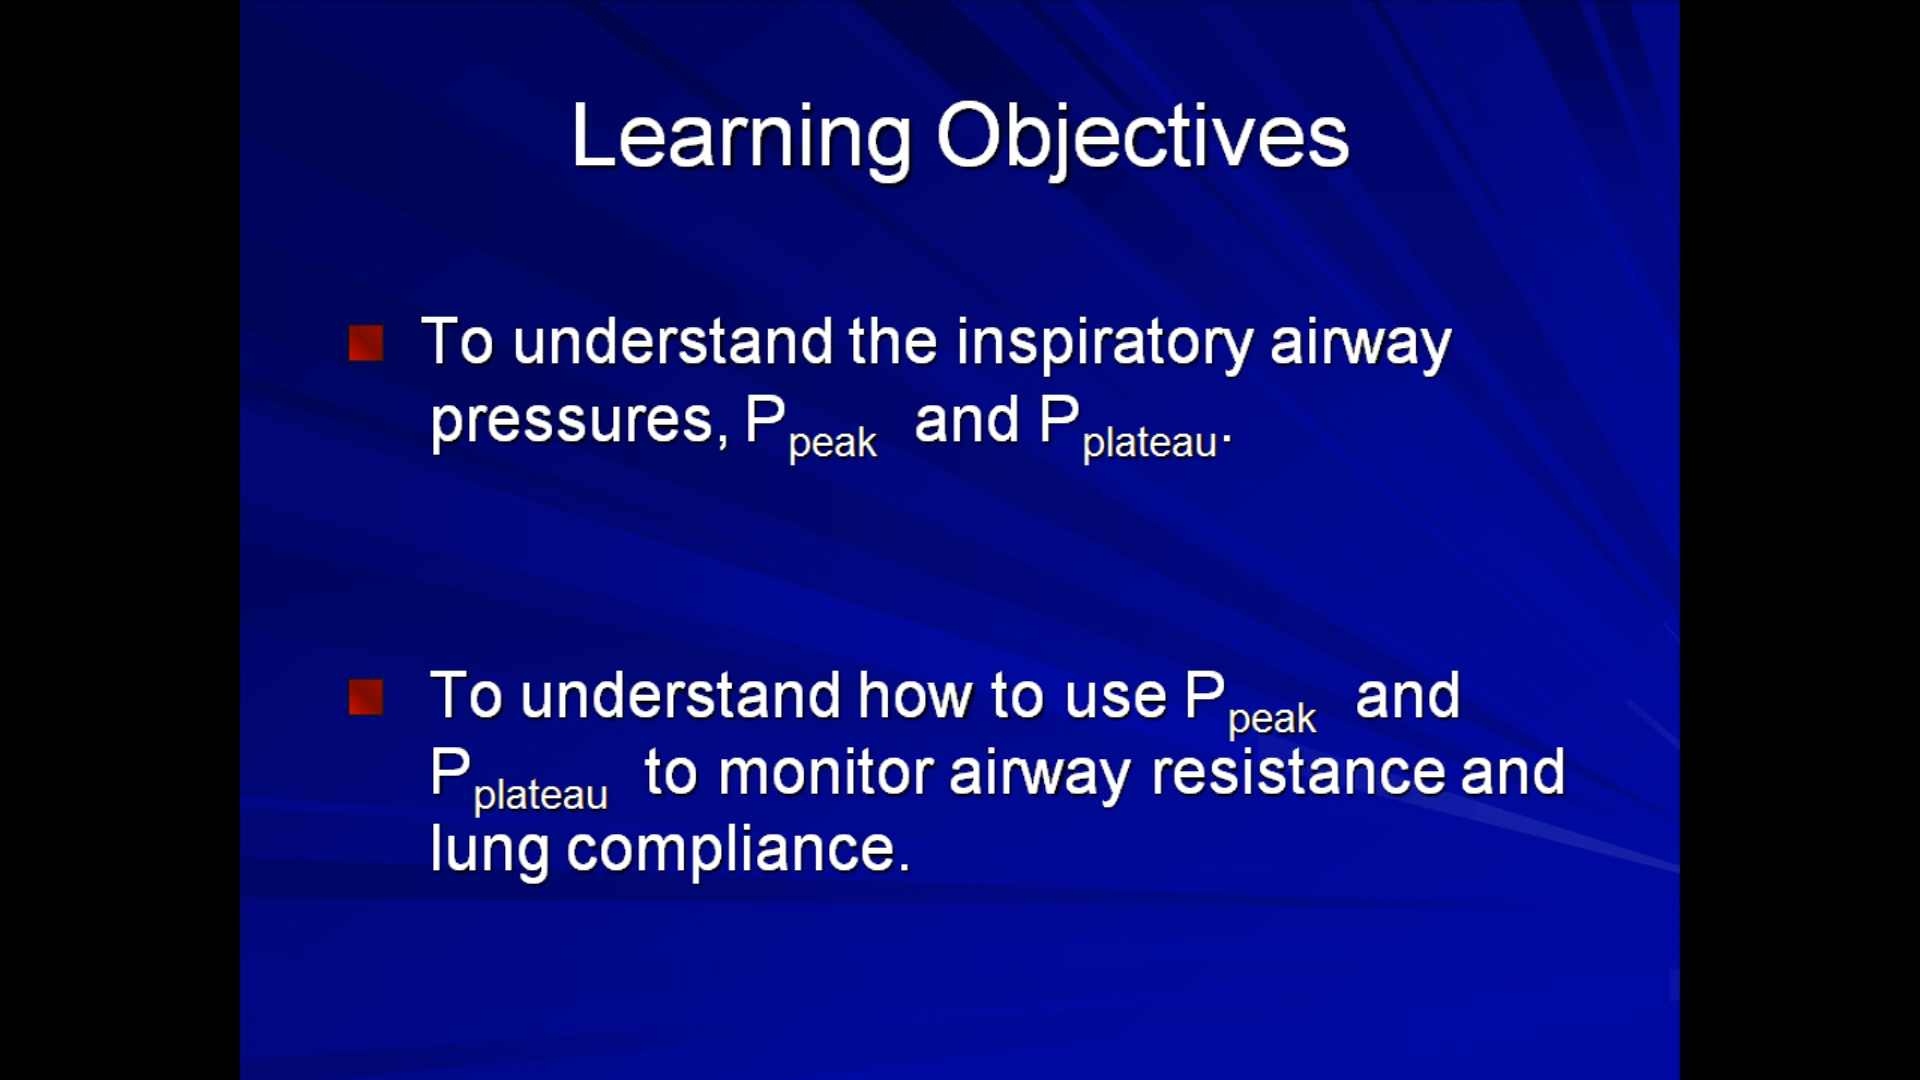 Learning Objectives
To understand the inspiratory airway
pressures, Ppeak and Pplateau.
To understand how to use Ppeak and
Pplateau to monitor airway resistance and
lung compliance.